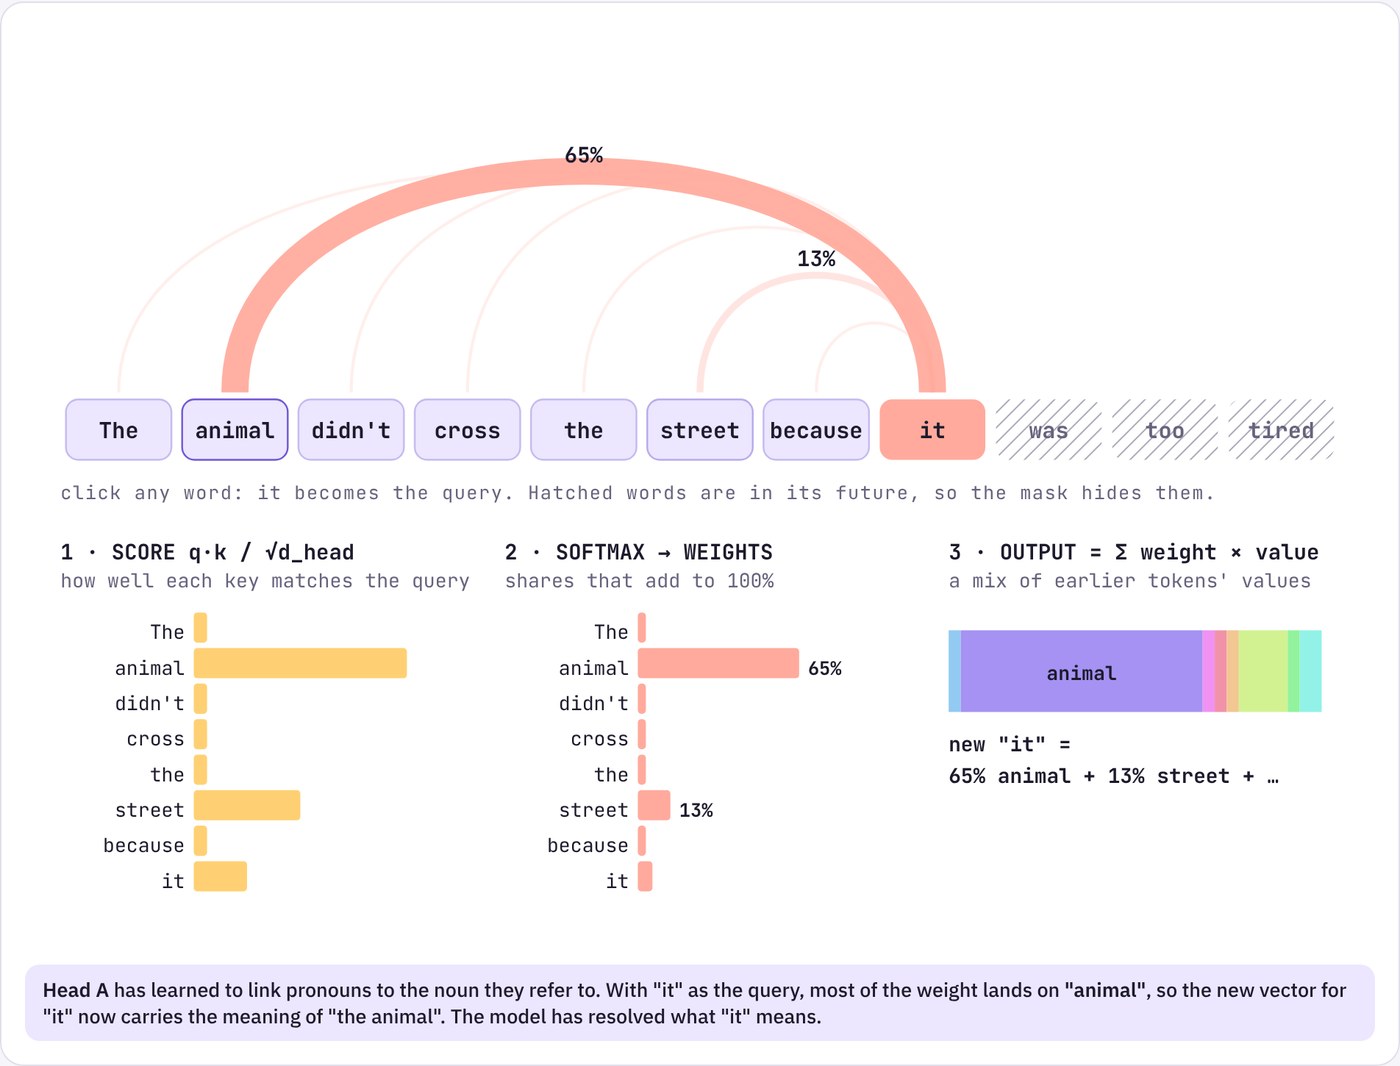 65%
13%
The animal didn't cross the street because it was too tired
click any word: it becomes the query. Hatched words are in its future, so the mask hides them.
1 · SCORE q·k / √d_head
how well each key matches the query
The
animal
didn't
cross
the
street
because
it
2 · SOFTMAX → WEIGHTS
shares that add to 100%
The
animal 65%
didn't
cross
the
street 13%
because
it
3 · OUTPUT = Σ weight × value
a mix of earlier tokens' values
animal
new "it" =
65% animal + 13% street + …
Head A has learned to link pronouns to the noun they refer to. With "it" as the query, most of the weight lands on "animal", so the new vector for
"it" now carries the meaning of "the animal". The model has resolved what "it" means.